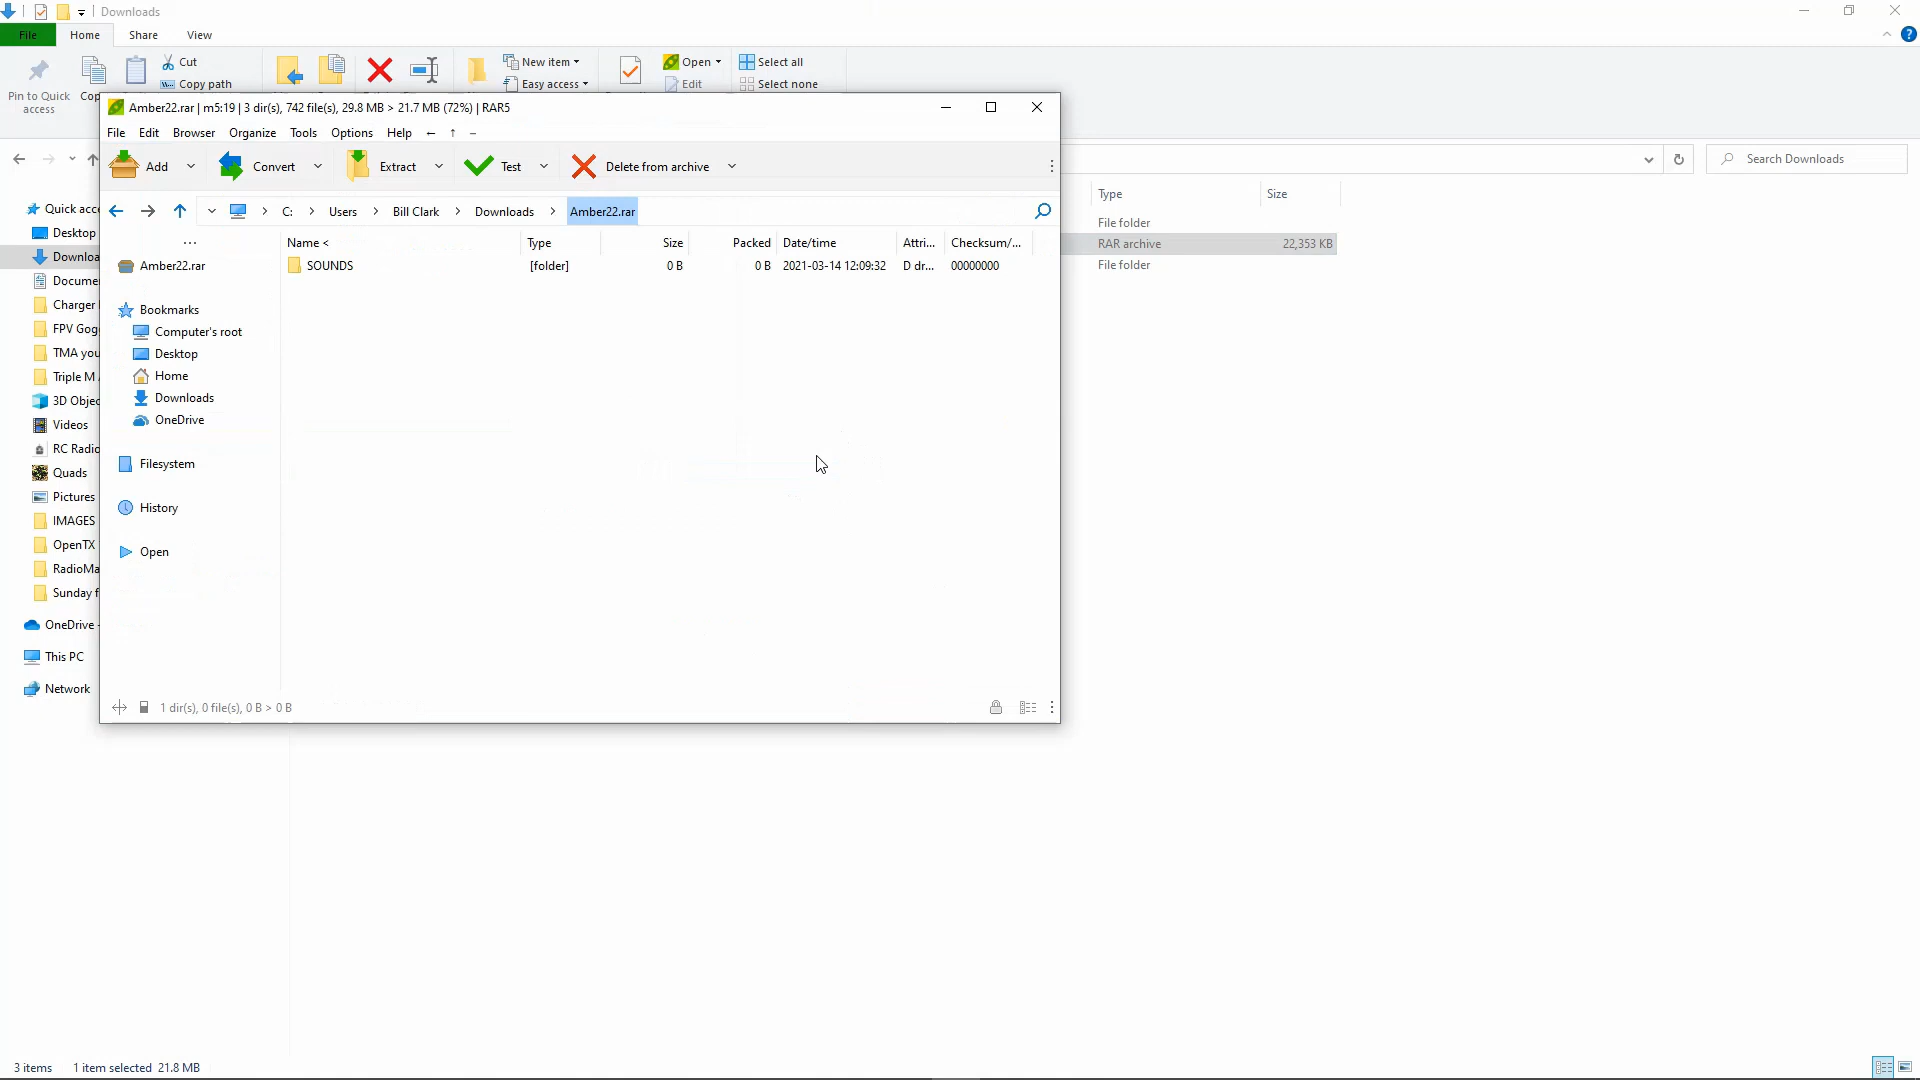 Downloads
File Home Share View
Pin to Quick access
Cut
Copy path
New item
Easy access
Open
Edit
Select all
Select none
Amber22.rar | m5:19 | 3 dir(s), 742 file(s), 29.8 MB > 21.7 MB (72%) | RAR5
File Edit Browser Organize Tools Options Help ← ↑ –
Add Convert Extract Test Delete from archive
C: > Users > Bill Clark > Downloads > Amber22.rar
Search Downloads
Name < Type Size Packed Date/time Attri... Checksum/...
SOUNDS [folder] 0 B 0 B 2021-03-14 12:09:32 D dr... 00000000
...
Amber22.rar
Bookmarks
Computer's root
Desktop
Home
Downloads
OneDrive
Filesystem
History
Open
1 dir(s), 0 file(s), 0 B > 0 B
Type Size
File folder
RAR archive 22,353 KB
File folder
Quick acc
Desktop
Downloa
Docume
Charger
FPV Gog
TMA you
Triple M
3D Objec
Videos
RC Radio
Quads
Pictures
IMAGES
OpenTX
RadioMa
Sunday f
OneDrive -
This PC
Network
3 items 1 item selected 21.8 MB